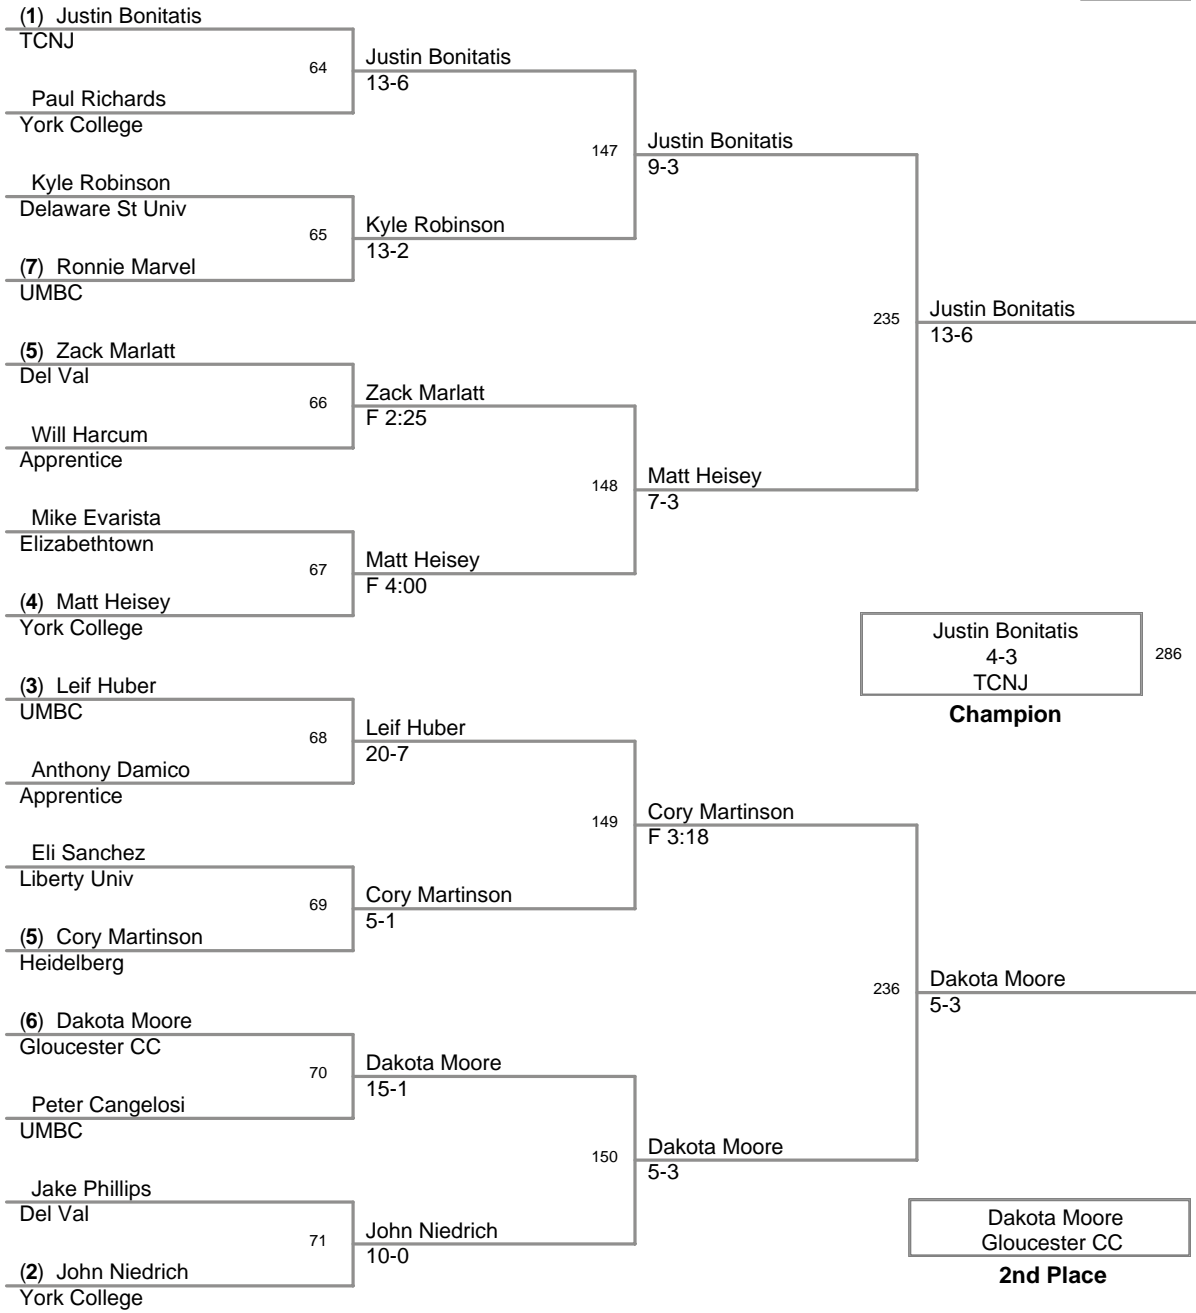 (1) Justin Bonitatis
TCNJ
64
Justin Bonitatis
13-6
Paul Richards
York College
147
Justin Bonitatis
9-3
Kyle Robinson
Delaware St Univ
65
Kyle Robinson
13-2
(7) Ronnie Marvel
UMBC
235
Justin Bonitatis
13-6
(5) Zack Marlatt
Del Val
66
Zack Marlatt
F 2:25
Will Harcum
Apprentice
148
Matt Heisey
7-3
Mike Evarista
Elizabethtown
67
Matt Heisey
F 4:00
(4) Matt Heisey
York College
Justin Bonitatis
4-3
TCNJ
286
Champion
(3) Leif Huber
UMBC
68
Leif Huber
20-7
Anthony Damico
Apprentice
149
Cory Martinson
F 3:18
Eli Sanchez
Liberty Univ
69
Cory Martinson
5-1
(5) Cory Martinson
Heidelberg
236
Dakota Moore
5-3
(6) Dakota Moore
Gloucester CC
70
Dakota Moore
15-1
Peter Cangelosi
UMBC
150
Dakota Moore
5-3
Jake Phillips
Del Val
71
John Niedrich
10-0
(2) John Niedrich
York College
Dakota Moore
Gloucester CC
2nd Place